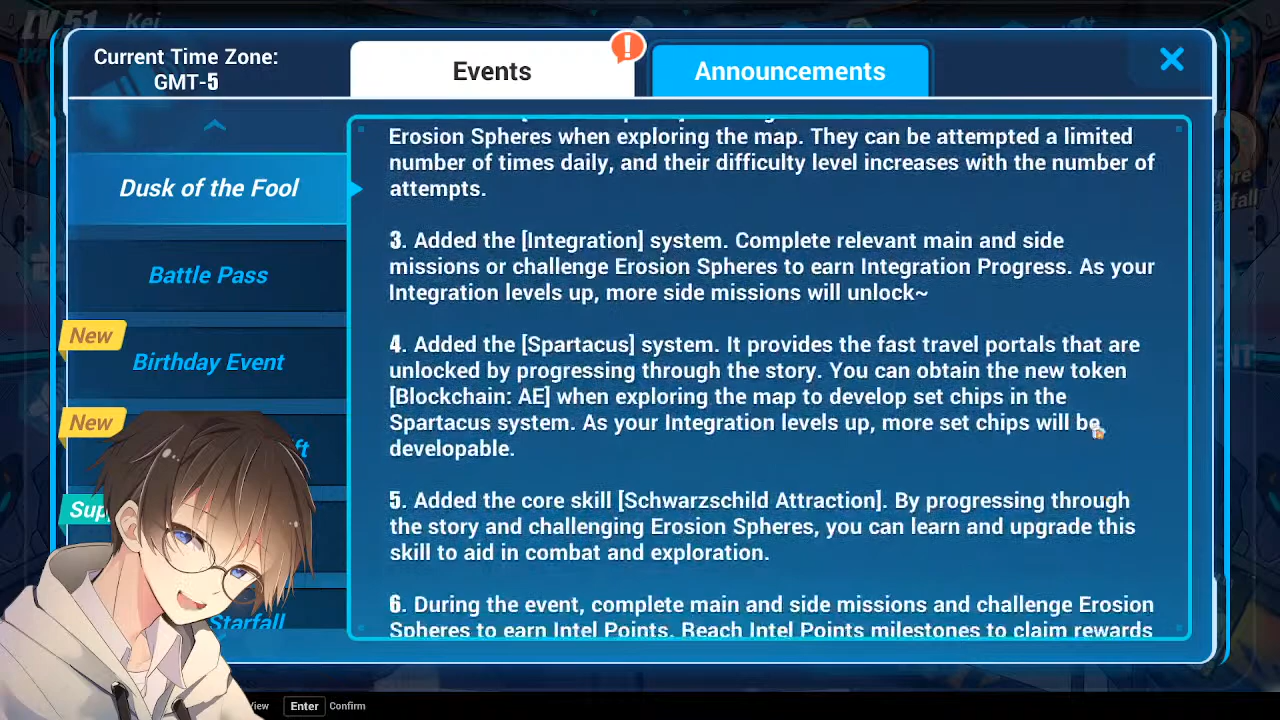 LV.51 Kei
Current Time Zone:
GMT-5
Events
Announcements
Dusk of the Fool
Battle Pass
New
Birthday Event
New
Starfall
Erosion Spheres when exploring the map. They can be attempted a limited
number of times daily, and their difficulty level increases with the number of
attempts.
3. Added the [Integration] system. Complete relevant main and side
missions or challenge Erosion Spheres to earn Integration Progress. As your
Integration levels up, more side missions will unlock~
4. Added the [Spartacus] system. It provides the fast travel portals that are
unlocked by progressing through the story. You can obtain the new token
[Blockchain: AE] when exploring the map to develop set chips in the
Spartacus system. As your Integration levels up, more set chips will be
developable.
5. Added the core skill [Schwarzschild Attraction]. By progressing through
the story and challenging Erosion Spheres, you can learn and upgrade this
skill to aid in combat and exploration.
6. During the event, complete main and side missions and challenge Erosion
Spheres to earn Intel Points. Reach Intel Points milestones to claim rewards
Enter Confirm